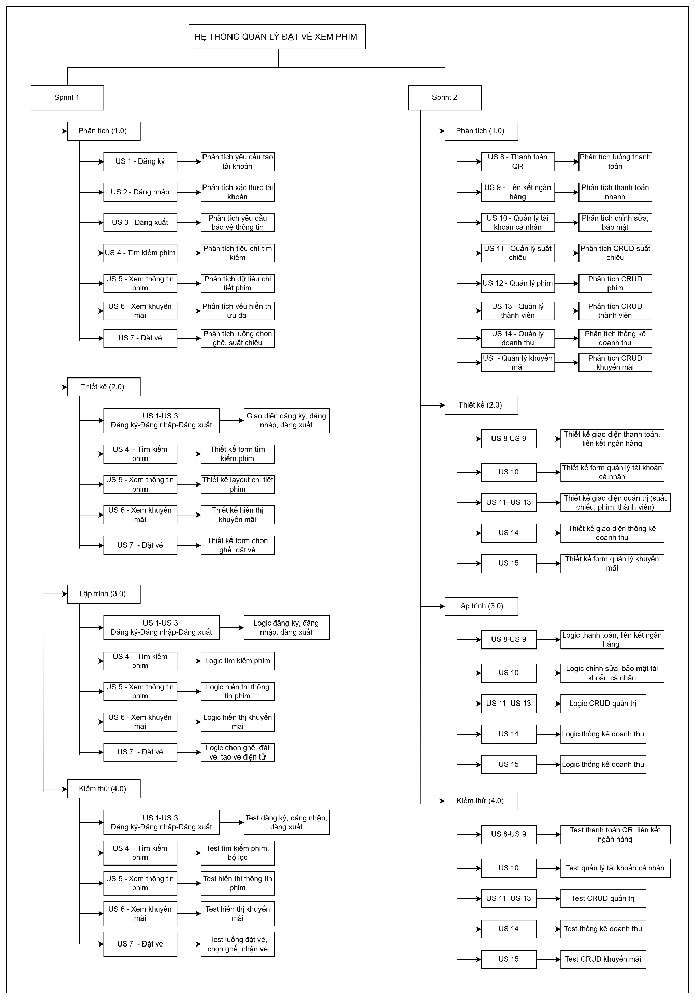 HỆ THỐNG QUẢN LÝ ĐẶT VÉ XEM PHIM
Sprint 1
Phân tích (1.0)
US 1 - Đăng ký
Phân tích yêu cầu tạo
tài khoản
US 2 - Đăng nhập
Phân tích xác thực tài
khoản
US 3 - Đăng xuất
Phân tích yêu cầu
bảo vệ thông tin
US 4 - Tìm kiếm phim
Phân tích tiêu chí tìm
kiếm
US 5 - Xem thông tin
phim
Phân tích dữ liệu chi
tiết phim
US 6 - Xem khuyến
mãi
Phân tích yêu hiển thị
ưu đãi
US 7 - Đặt vé
Phân tích luồng chọn
ghế, suất chiếu
Thiết kế (2.0)
US 1-US 3
Đăng ký-Đăng nhập-Đăng xuất
Giao diện đăng ký, đăng
nhập, đăng xuất
US 4  - Tìm kiếm
phim
Thiết kế form tìm
kiếm phim
US 5 - Xem thông tin
phim
Thiết kế layout chi tiết
phim
US 6 - Xem khuyến
mãi
Thiết kế hiển thị
khuyến mãi
US 7  - Đặt vé
Thiết kế form chọn
ghế, đặt vé
Lập trình (3.0)
US 1-US 3
Đăng ký-Đăng nhập-Đăng xuất
Logic đăng ký, đăng
nhập, đăng xuất
US 4  - Tìm kiếm
phim
Logic tìm kiếm phim
US 5 - Xem thông tin
phim
Logic hiển thị thông
tin phim
US 6 - Xem khuyến
mãi
Logic hiển thị khuyến
mãi
US 7  - Đặt vé
Logic chọn ghế, đặt
vé, tạo vé điện tử
Kiểm thử (4.0)
US 1-US 3
Đăng ký-Đăng nhập-Đăng xuất
Test đăng ký, đăng nhập,
đăng xuất
US 4  - Tìm kiếm
phim
Test tìm kiếm phim,
bộ lọc
US 5 - Xem thông tin
phim
Test hiển thị thông tin
phim
US 6 - Xem khuyến
mãi
Test hiển thị khuyến
mãi
US 7  - Đặt vé
Test luồng đặt vé,
chọn ghế, nhận vé
Sprint 2
Phân tích (1.0)
US 8 - Thanh toán
QR
Phân tích luồng thanh
toán
US 9 - Liên kết ngân
hàng
Phân tích thanh toán
nhanh
US 10 - Quản lý tài
khoản cá nhân
Phân tích chỉnh sửa,
bảo mật
US 11 - Quản lý suất
chiếu
Phân tích CRUD suất
chiếu
US 12 - Quản lý phim
Phân tích CRUD
phim
US 13 - Quản lý
thành viên
Phân tích CRUD
thành viên
US 14 - Quản lý
doanh thu
Phân tích thống kê
doanh thu
US  - Quản lý khuyến
mãi
Phân tích CRUD
khuyến mãi
Thiết kế (2.0)
US 8-US 9
Thiết kế giao diện thanh toán,
liên kết ngân hàng
US 10
Thiết kế form quản lý tài khoản
cá nhân
US 11- US 13
Thiết kế giao diện quản trị (suất
chiếu, phim, thành viên)
US 14
Thiết kế giao diện thống kê
doanh thu
US 15
Thiết kế form quản lý khuyến
mãi
Lập trình (3.0)
US 8-US 9
Logic thanh toán, liên kết ngân
hàng
US 10
Logic chỉnh sửa, bảo mật tài
khoản cá nhân
US 11- US 13
Logic CRUD quản trị
US 14
Logic thống kê doanh thu
US 15
Logic thống kê doanh thu
Kiểm thử (4.0)
US 8-US 9
Test thanh toán QR, liên kết
ngân hàng
US 10
Test quản lý tài khoản cá nhân
US 11- US 13
Test CRUD quản trị
US 14
Test thống kê doanh thu
US 15
Test CRUD khuyến mãi